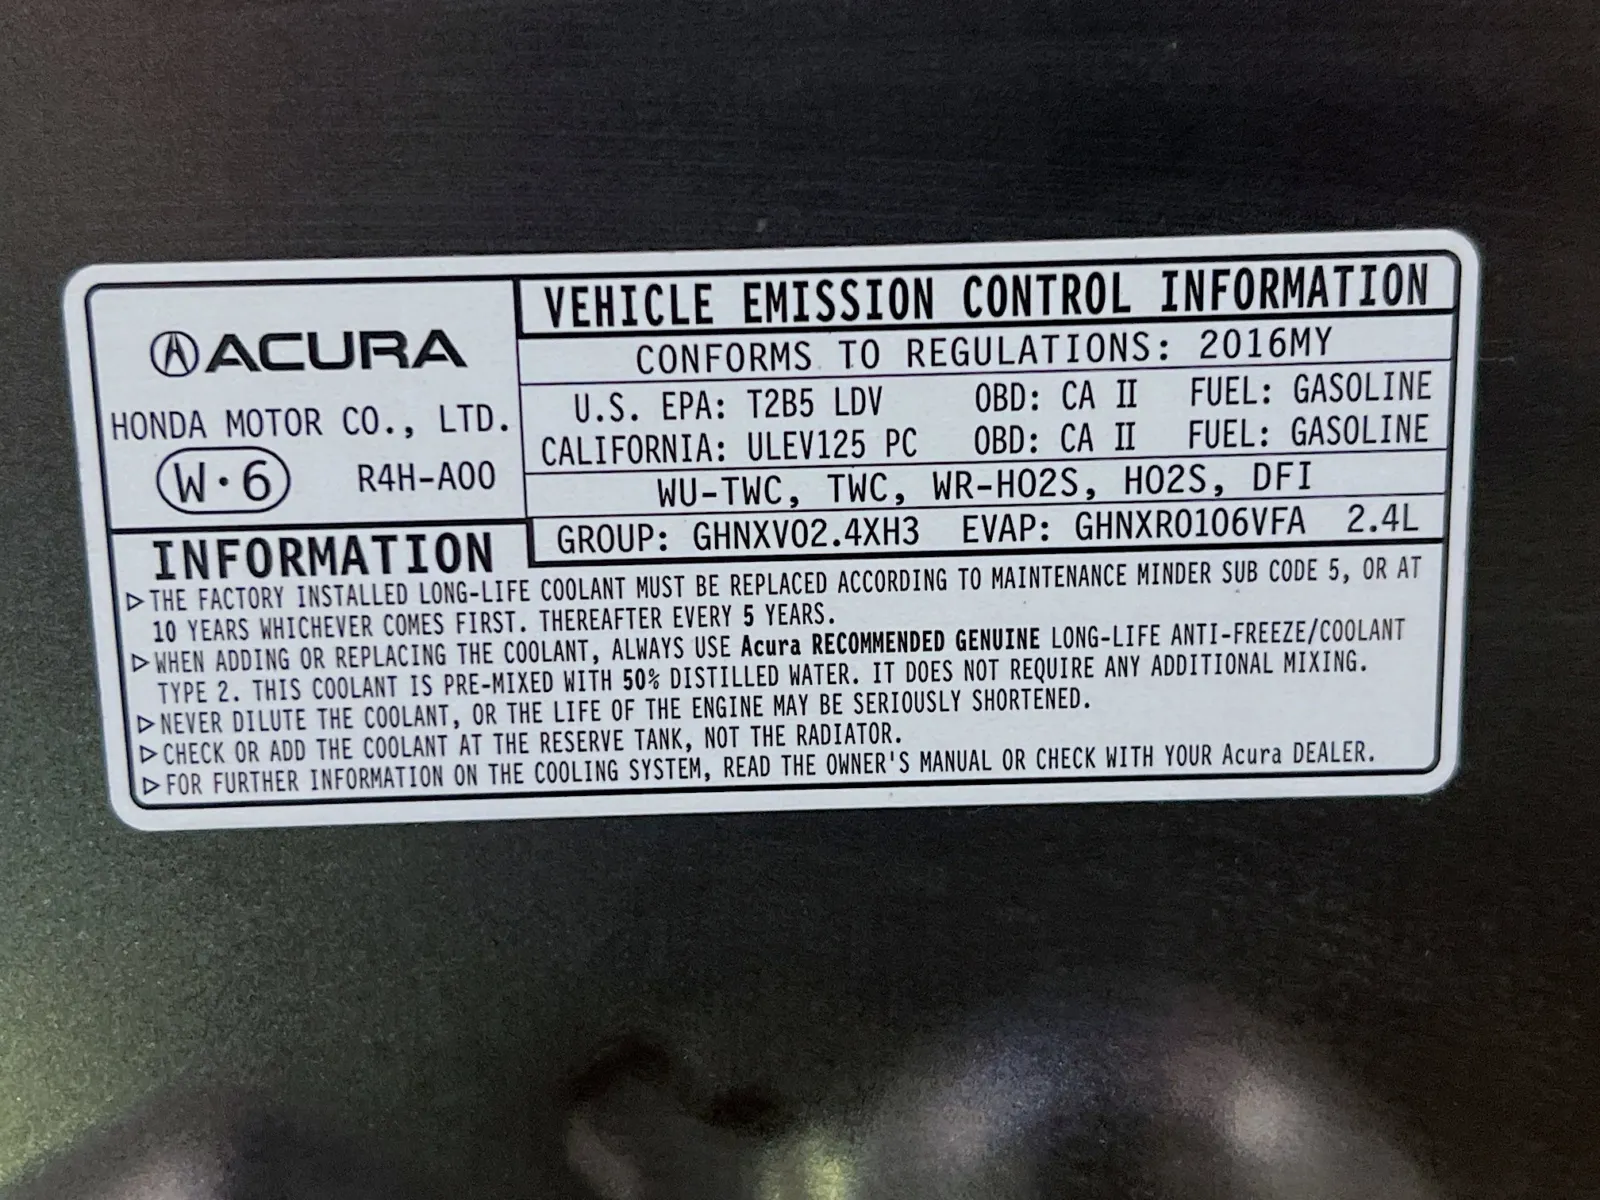 ACURA
HONDA MOTOR CO., LTD.
W·6 R4H-A00
VEHICLE EMISSION CONTROL INFORMATION
CONFORMS TO REGULATIONS: 2016MY
U.S. EPA: T2B5 LDV OBD: CA II FUEL: GASOLINE
CALIFORNIA: ULEV125 PC OBD: CA II FUEL: GASOLINE
WU-TWC, TWC, WR-HO2S, HO2S, DFI
GROUP: GHNXV02.4XH3 EVAP: GHNXR0106VFA 2.4L
INFORMATION
▷THE FACTORY INSTALLED LONG-LIFE COOLANT MUST BE REPLACED ACCORDING TO MAINTENANCE MINDER SUB CODE 5, OR AT
10 YEARS WHICHEVER COMES FIRST. THEREAFTER EVERY 5 YEARS.
▷WHEN ADDING OR REPLACING THE COOLANT, ALWAYS USE Acura RECOMMENDED GENUINE LONG-LIFE ANTI-FREEZE/COOLANT
TYPE 2. THIS COOLANT IS PRE-MIXED WITH 50% DISTILLED WATER. IT DOES NOT REQUIRE ANY ADDITIONAL MIXING.
▷NEVER DILUTE THE COOLANT, OR THE LIFE OF THE ENGINE MAY BE SERIOUSLY SHORTENED.
▷CHECK OR ADD THE COOLANT AT THE RESERVE TANK, NOT THE RADIATOR.
▷FOR FURTHER INFORMATION ON THE COOLING SYSTEM, READ THE OWNER'S MANUAL OR CHECK WITH YOUR Acura DEALER.